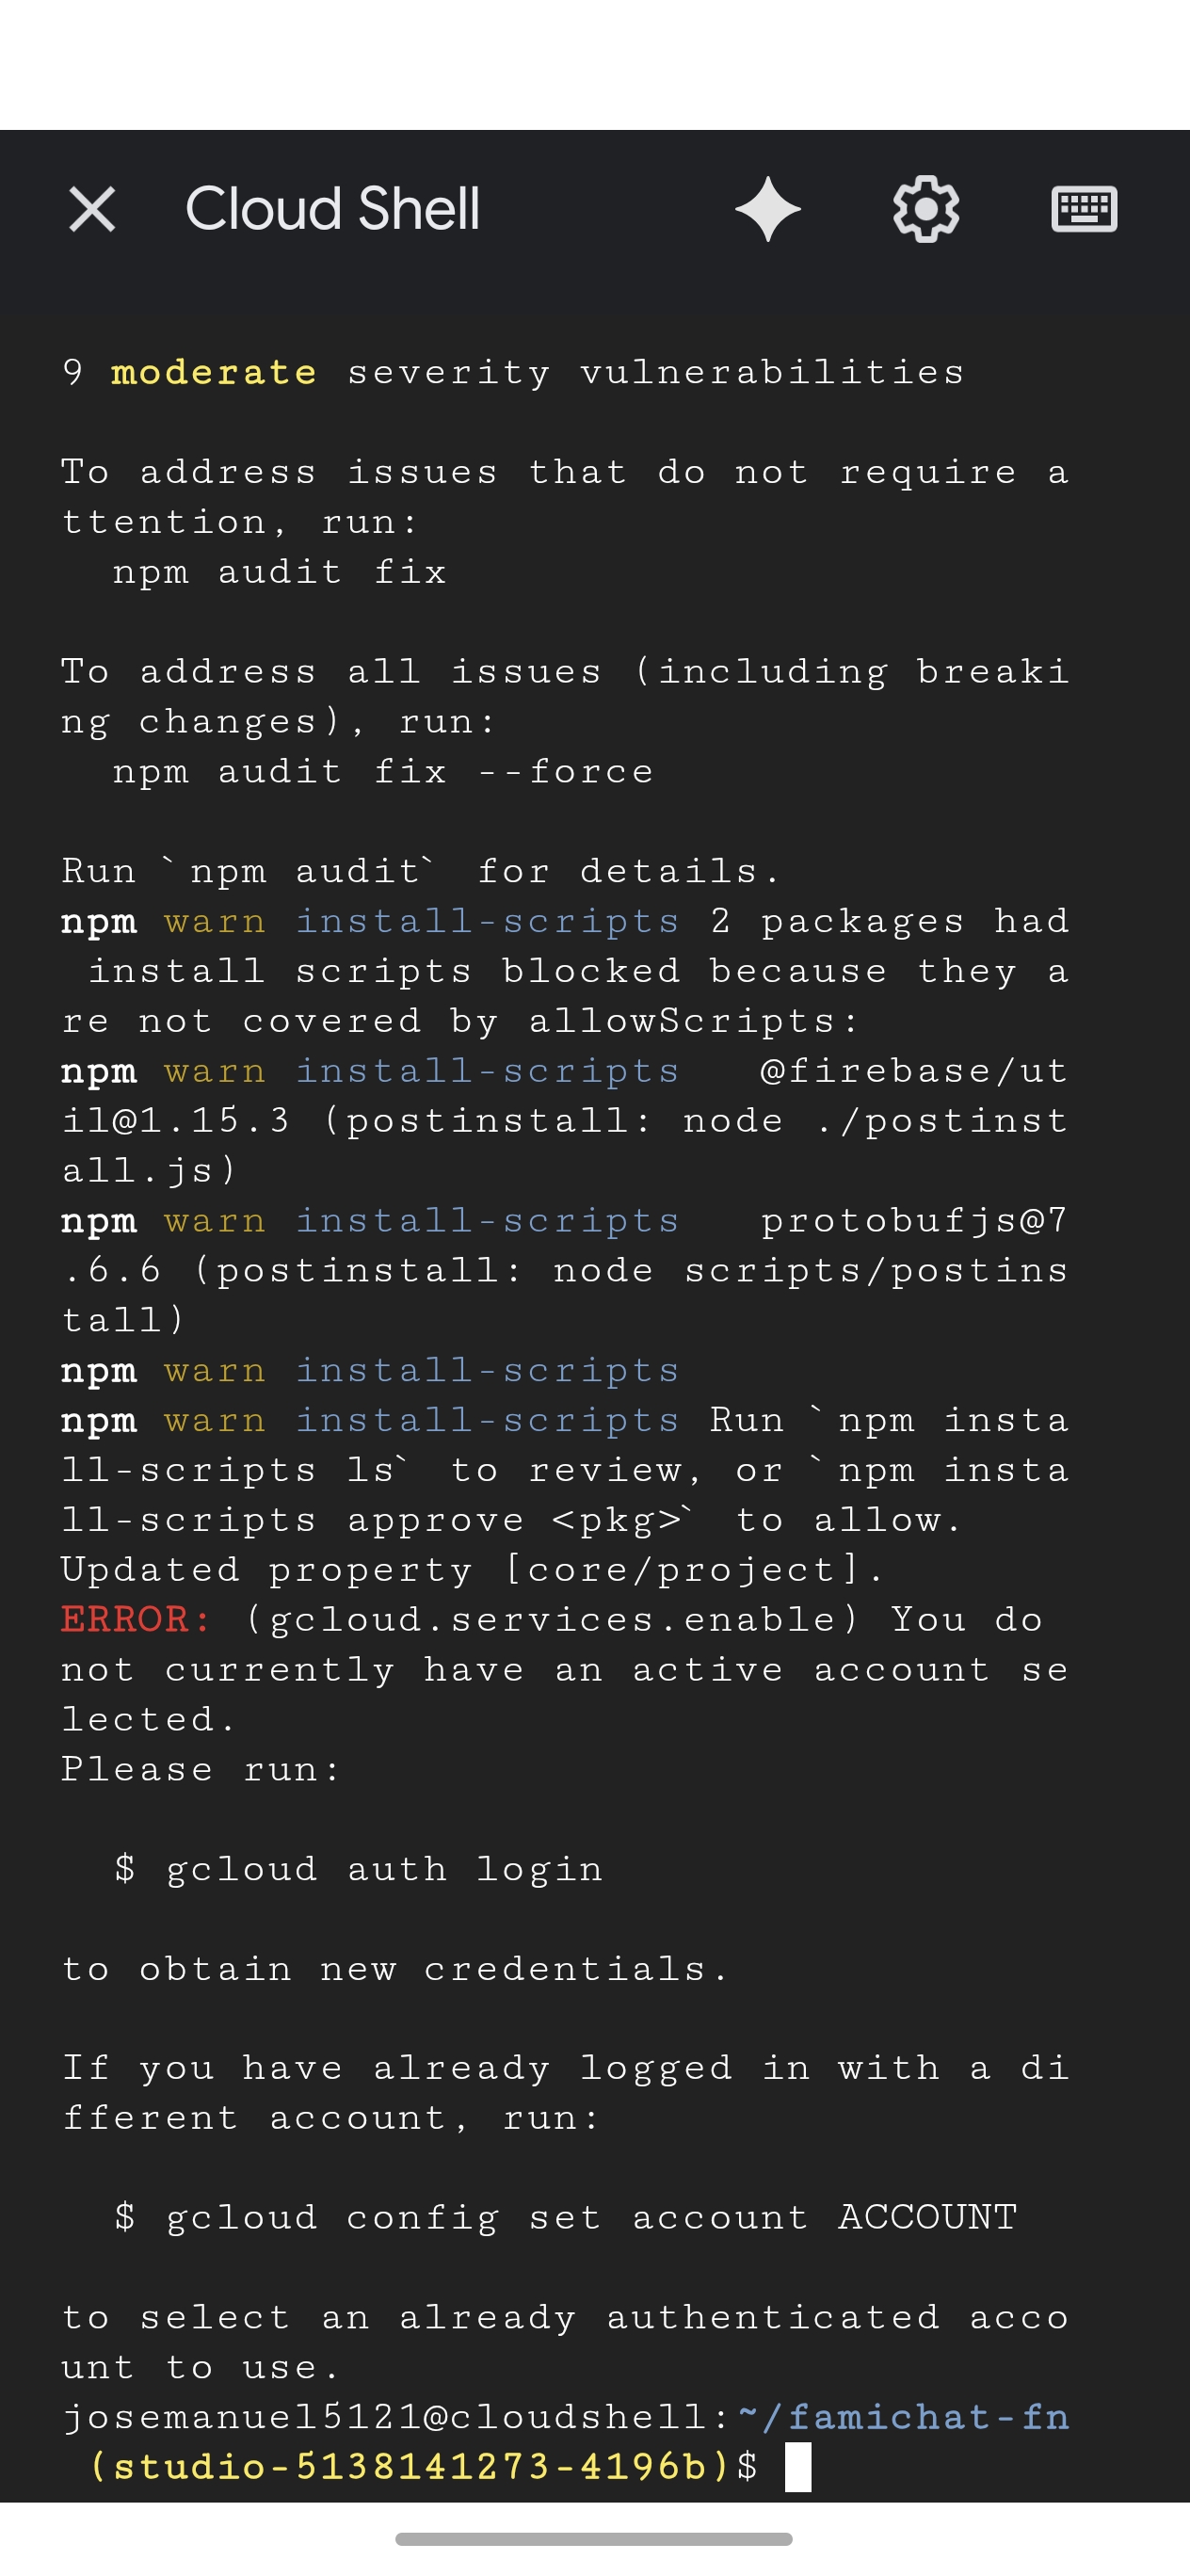 Cloud Shell
9 moderate severity vulnerabilities
To address issues that do not require a
ttention, run:
  npm audit fix
To address all issues (including breaki
ng changes), run:
  npm audit fix --force
Run `npm audit` for details.
npm warn install-scripts 2 packages had
 install scripts blocked because they a
re not covered by allowScripts:
npm warn install-scripts   @firebase/ut
il@1.15.3 (postinstall: node ./postinst
all.js)
npm warn install-scripts   protobufjs@7
.6.6 (postinstall: node scripts/postins
tall)
npm warn install-scripts
npm warn install-scripts Run `npm insta
ll-scripts ls` to review, or `npm insta
ll-scripts approve <pkg>` to allow.
Updated property [core/project].
ERROR: (gcloud.services.enable) You do
not currently have an active account se
lected.
Please run:
  $ gcloud auth login
to obtain new credentials.
If you have already logged in with a di
fferent account, run:
  $ gcloud config set account ACCOUNT
to select an already authenticated acco
unt to use.
josemanuel5121@cloudshell:~/famichat-fn
 (studio-5138141273-4196b)$